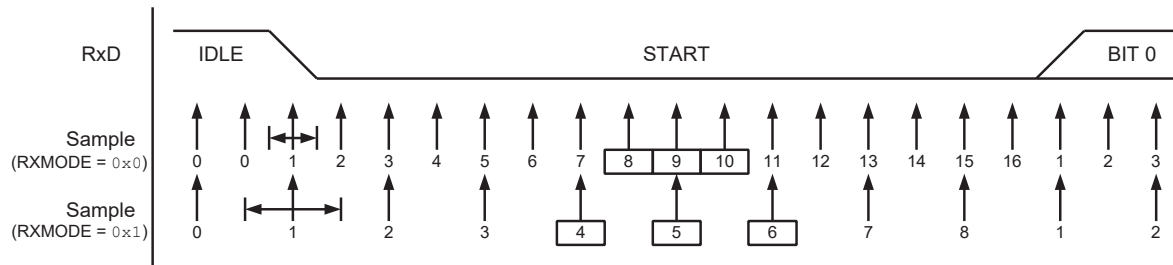 RxD IDLE START BIT 0
Sample
(RXMODE = 0x0) 0 0 1 2 3 4 5 6 7 8 9 10 11 12 13 14 15 16 1 2 3
Sample
(RXMODE = 0x1) 0 1 2 3 4 5 6 7 8 1 2